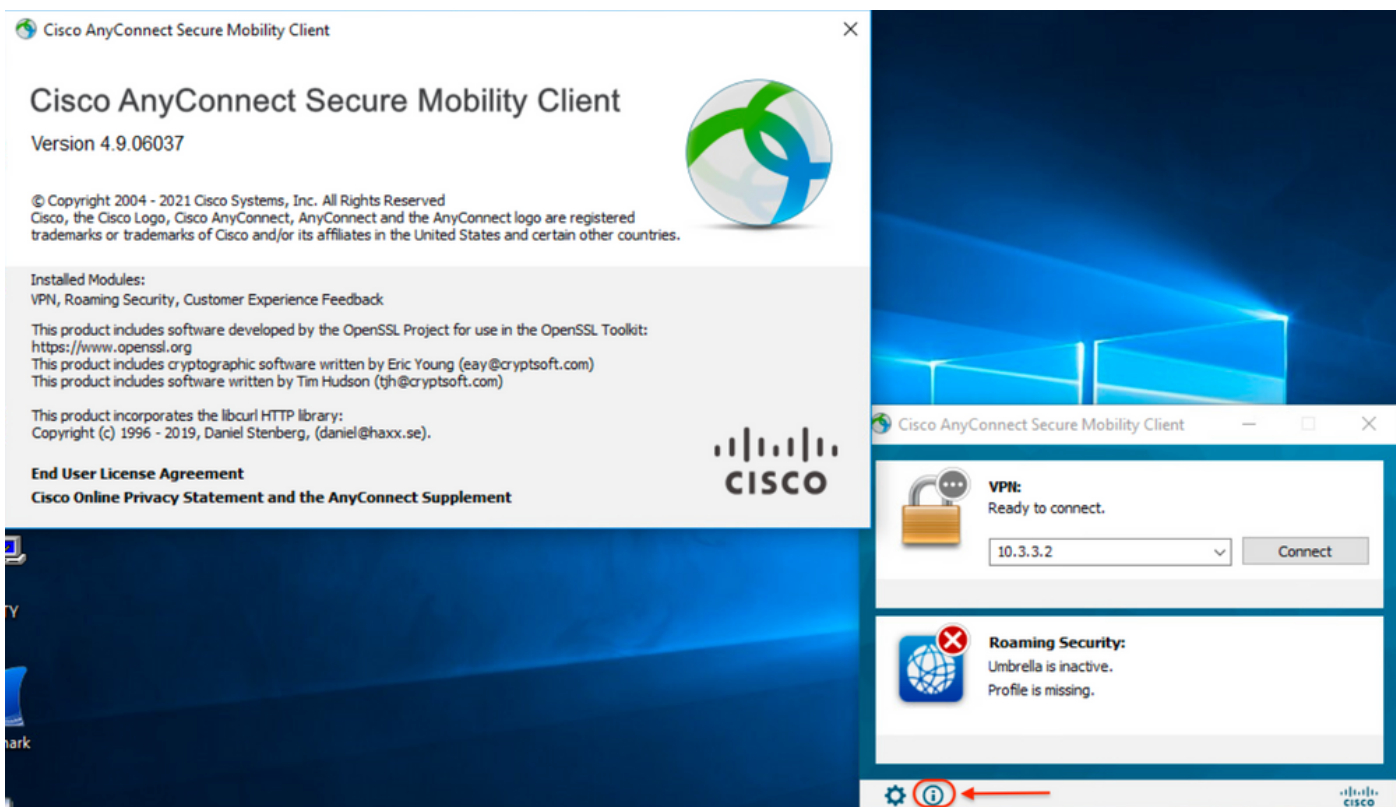 Cisco AnyConnect Secure Mobility Client
Cisco AnyConnect Secure Mobility Client
Version 4.9.06037
© Copyright 2004 - 2021 Cisco Systems, Inc. All Rights Reserved
Cisco, the Cisco Logo, Cisco AnyConnect, AnyConnect and the AnyConnect logo are registered
trademarks or trademarks of Cisco and/or its affiliates in the United States and certain other countries.
Installed Modules:
VPN, Roaming Security, Customer Experience Feedback
This product includes software developed by the OpenSSL Project for use in the OpenSSL Toolkit:
https://www.openssl.org
This product includes cryptographic software written by Eric Young (eay@cryptsoft.com)
This product includes software written by Tim Hudson (tjh@cryptsoft.com)
This product incorporates the libcurl HTTP library:
Copyright (c) 1996 - 2019, Daniel Stenberg, (daniel@haxx.se).
End User License Agreement
Cisco Online Privacy Statement and the AnyConnect Supplement
CISCO
TY
ark
Cisco AnyConnect Secure Mobility Client
VPN:
Ready to connect.
10.3.3.2
Connect
Roaming Security:
Umbrella is inactive.
Profile is missing.
CISCO